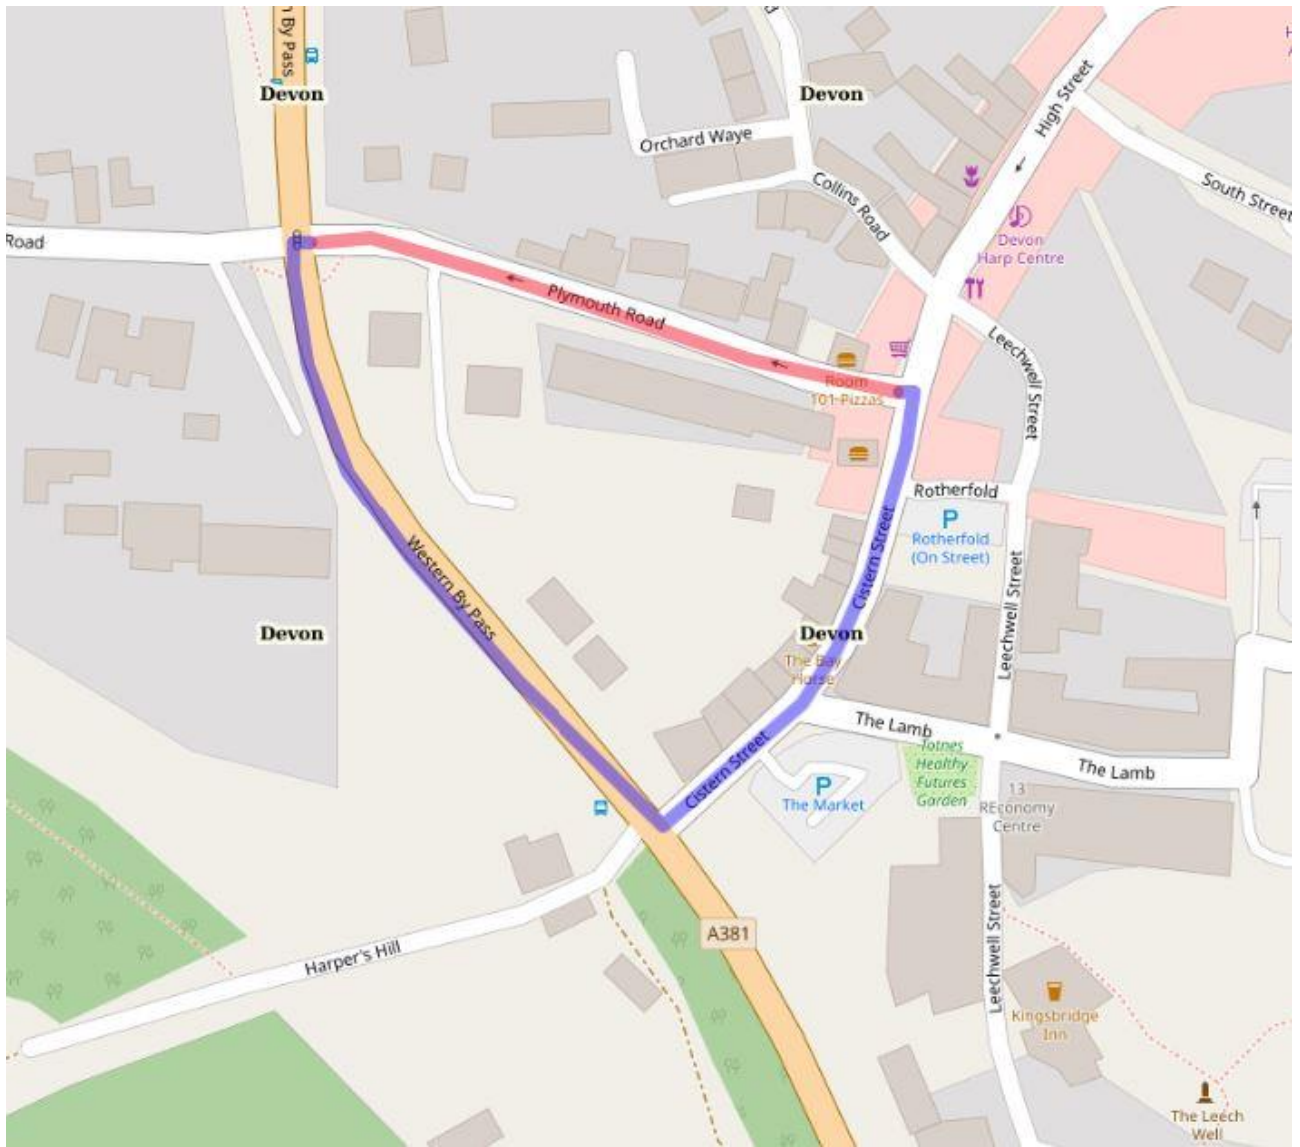 n By Pass
Devon
Devon
High Street
Orchard Waye
South Street
Collins Road
Devon
Harp Centre
Road
Plymouth Road
Leechwell Street
Room
101 Pizzas
Rotherfold
P
Rotherfold
(On Street)
Cistern Street
Western By Pass
Leechwell Street
Devon
Devon
The Bay
Horse
The Lamb
Totnes
Healthy
Futures
Garden
Cistern Street
P
The Market
The Lamb
13
REconomy
Centre
A381
Harper's Hill
Leechwell Street
Kingsbridge
Inn
The Leech
Well